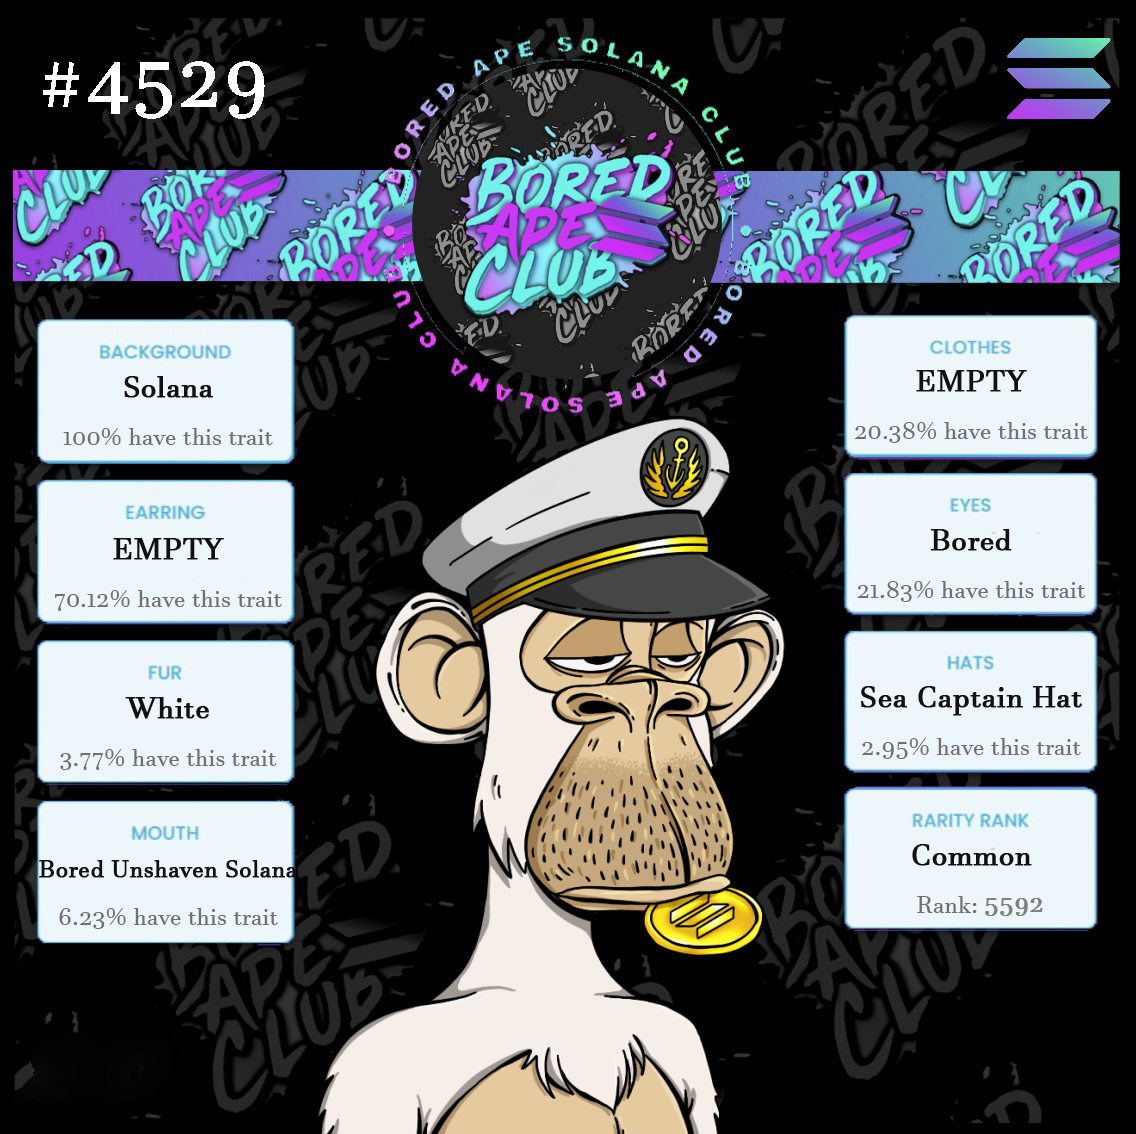 #4529
BORED APE SOLANA CLUB
BORED APE SOLANA CLUB
BORED
APE
CLUB
BACKGROUND
Solana
100% have this trait
EARRING
EMPTY
70.12% have this trait
FUR
White
3.77% have this trait
MOUTH
Bored Unshaven Solana
6.23% have this trait
CLOTHES
EMPTY
20.38% have this trait
EYES
Bored
21.83% have this trait
HATS
Sea Captain Hat
2.95% have this trait
RARITY RANK
Common
Rank: 5592